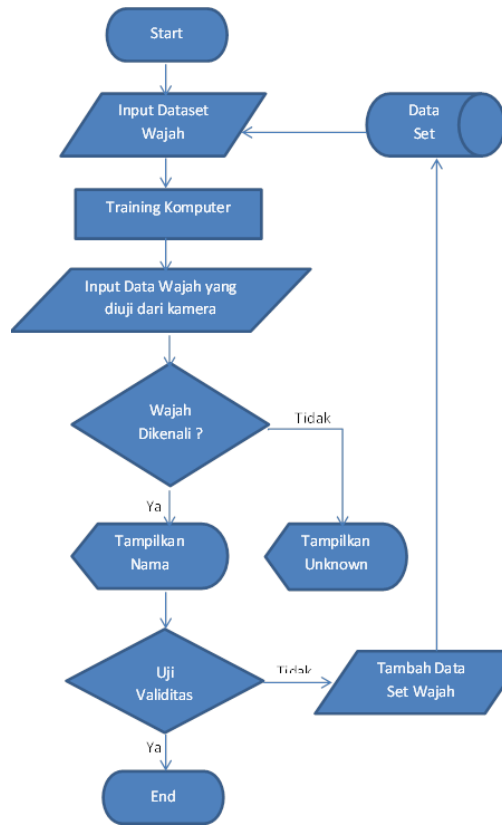 Start
Input Dataset
Wajah
Data
Set
Training Komputer
Input Data Wajah yang
diuji dari kamera
Wajah
Dikenali ?
Tidak
Ya
Tampilkan
Nama
Tampilkan
Unknown
Uji
Validitas
Tidak
Tambah Data
Set Wajah
Ya
End